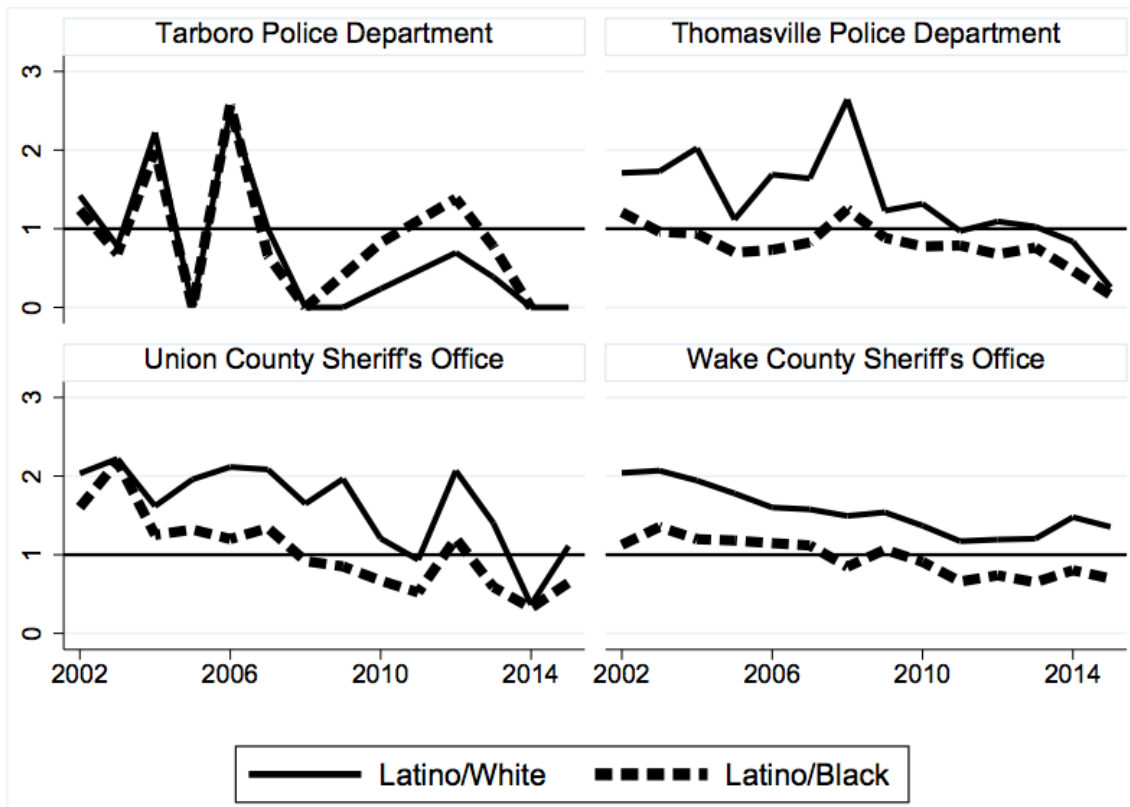 Tarboro Police Department
Thomasville Police Department
3
2
1
0
Union County Sheriff's Office
Wake County Sheriff's Office
3
2
1
0
2002 2006 2010 2014 2002 2006 2010 2014
Latino/White Latino/Black